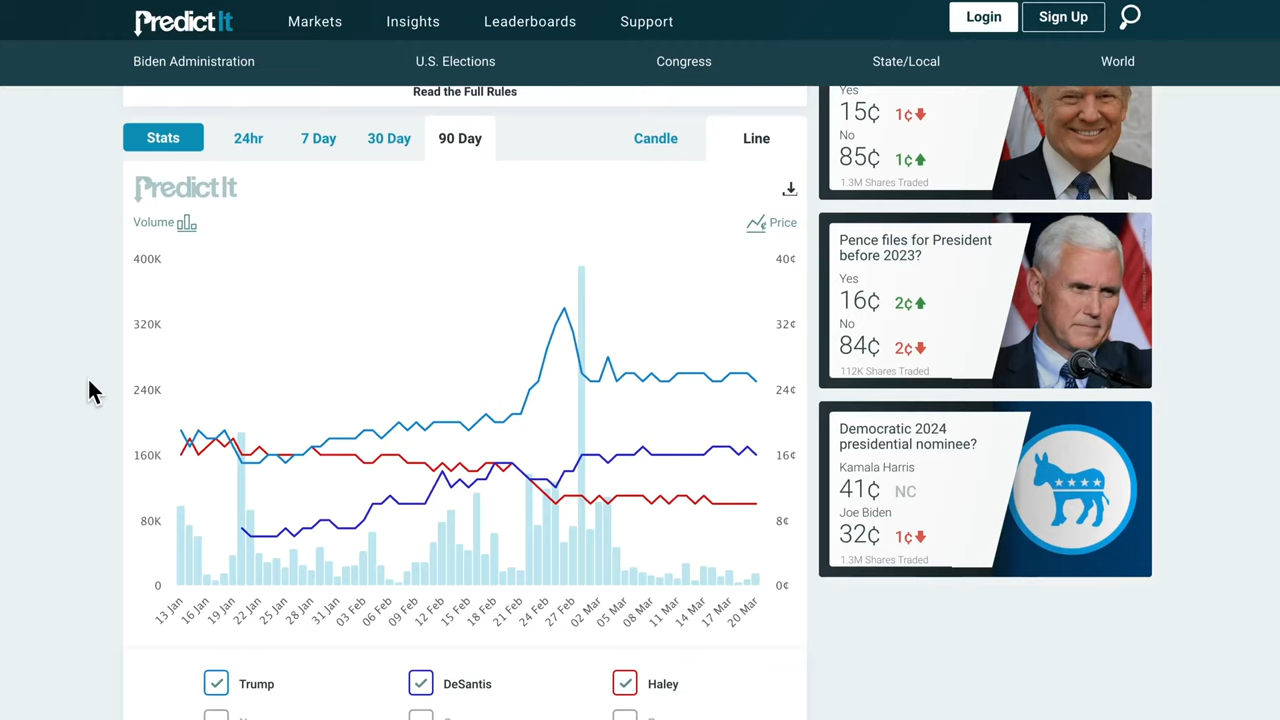 PredictIt
Markets
Insights
Leaderboards
Support
Login
Sign Up
Biden Administration
U.S. Elections
Congress
State/Local
World
Read the Full Rules
Stats
24hr
7 Day
30 Day
90 Day
Candle
Line
PredictIt
Volume
Price
400K
320K
240K
160K
80K
0
40¢
32¢
24¢
16¢
8¢
0¢
13 Jan
16 Jan
19 Jan
22 Jan
25 Jan
28 Jan
31 Jan
03 Feb
06 Feb
09 Feb
12 Feb
15 Feb
18 Feb
21 Feb
24 Feb
27 Feb
02 Mar
05 Mar
08 Mar
11 Mar
14 Mar
17 Mar
20 Mar
Trump
DeSantis
Haley
Yes
15¢ 1¢
No
85¢ 1¢
1.3M Shares Traded
Pence files for President
before 2023?
Yes
16¢ 2¢
No
84¢ 2¢
112K Shares Traded
Democratic 2024
presidential nominee?
Kamala Harris
41¢ NC
Joe Biden
32¢ 1¢
1.3M Shares Traded